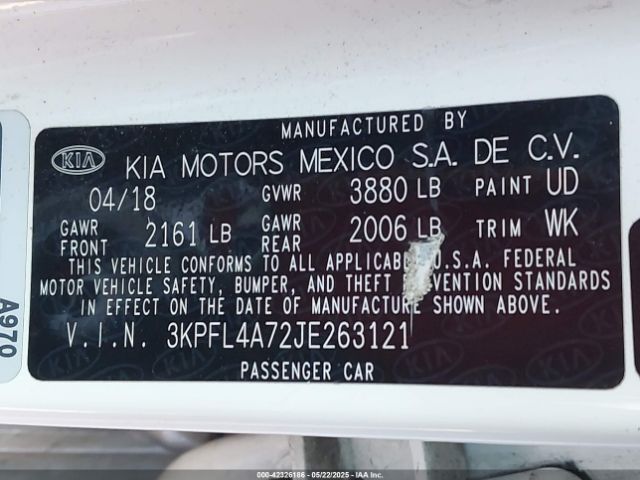 MANUFACTURED BY
KIA KIA MOTORS MEXICO S.A. DE C.V.
04/18 GVWR 3880 LB PAINT UD
GAWR FRONT 2161 LB GAWR REAR 2006 LB TRIM WK
THIS VEHICLE CONFORMS TO ALL APPLICABLE U.S.A. FEDERAL
MOTOR VEHICLE SAFETY, BUMPER, AND THEFT PREVENTION STANDARDS
IN EFFECT ON THE DATE OF MANUFACTURE SHOWN ABOVE.
V.I.N. 3KPFL4A72JE263121
PASSENGER CAR
A970
000-42326186 - 05/22/2025 - IAA Inc.